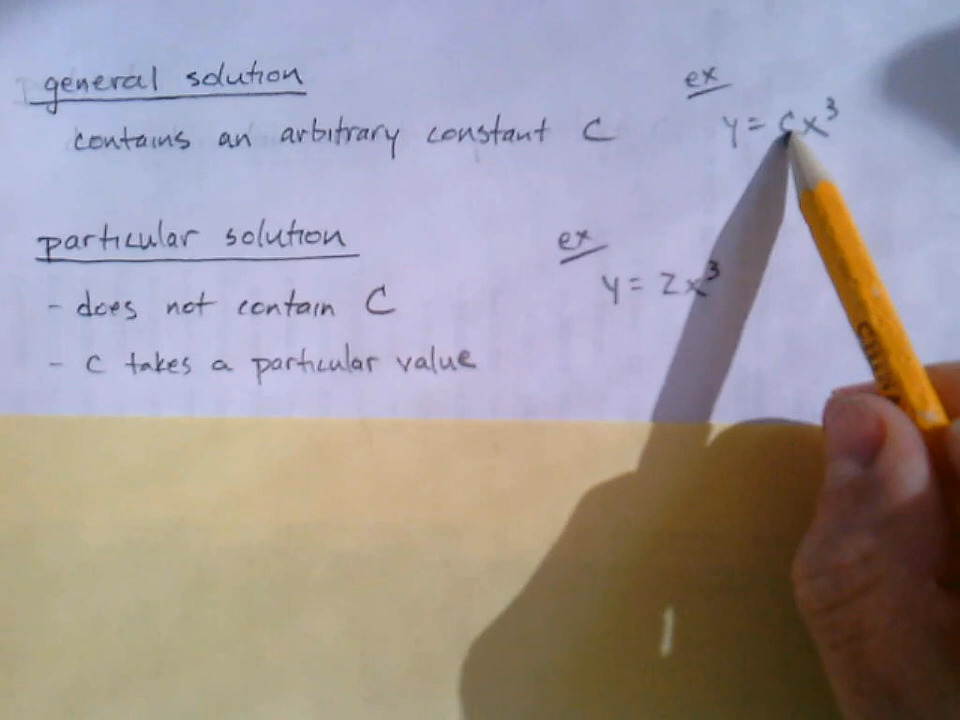 general solution
contains an arbitrary constant C
ex
y = Cx³
particular solution
- does not contain C
- C takes a particular value
ex
y = 2x³